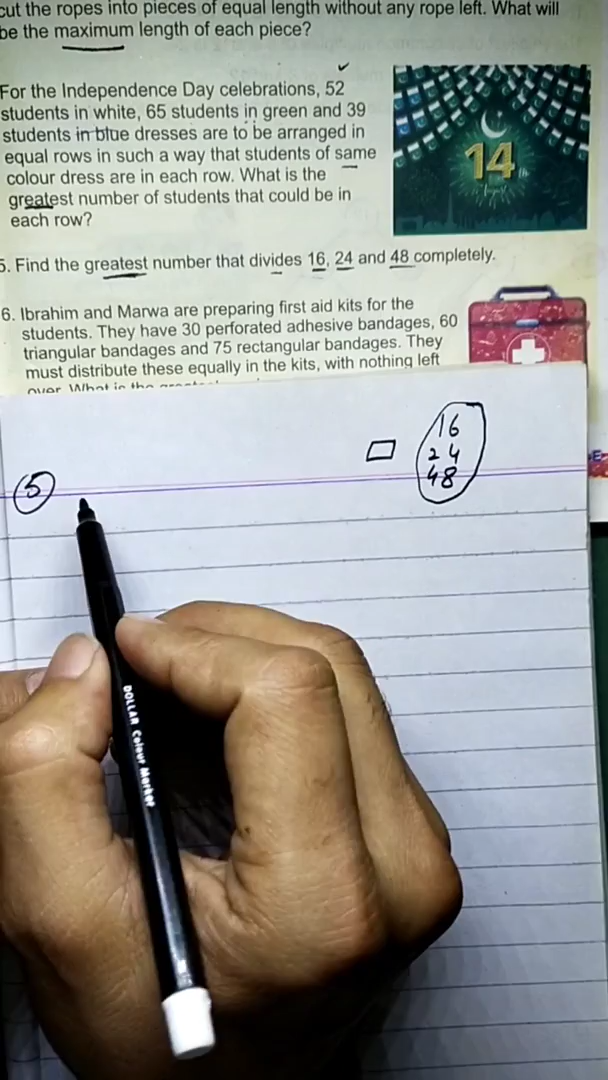 cut the ropes into pieces of equal length without any rope left. What will
be the maximum length of each piece?
For the Independence Day celebrations, 52
students in white, 65 students in green and 39
students in blue dresses are to be arranged in
equal rows in such a way that students of same
colour dress are in each row. What is the
greatest number of students that could be in
each row?
14
5. Find the greatest number that divides 16, 24 and 48 completely.
6. Ibrahim and Marwa are preparing first aid kits for the
students. They have 30 perforated adhesive bandages, 60
triangular bandages and 75 rectangular bandages. They
must distribute these equally in the kits, with nothing left
over. What is the
16
24
48
5
DOLLAR Colour Marker